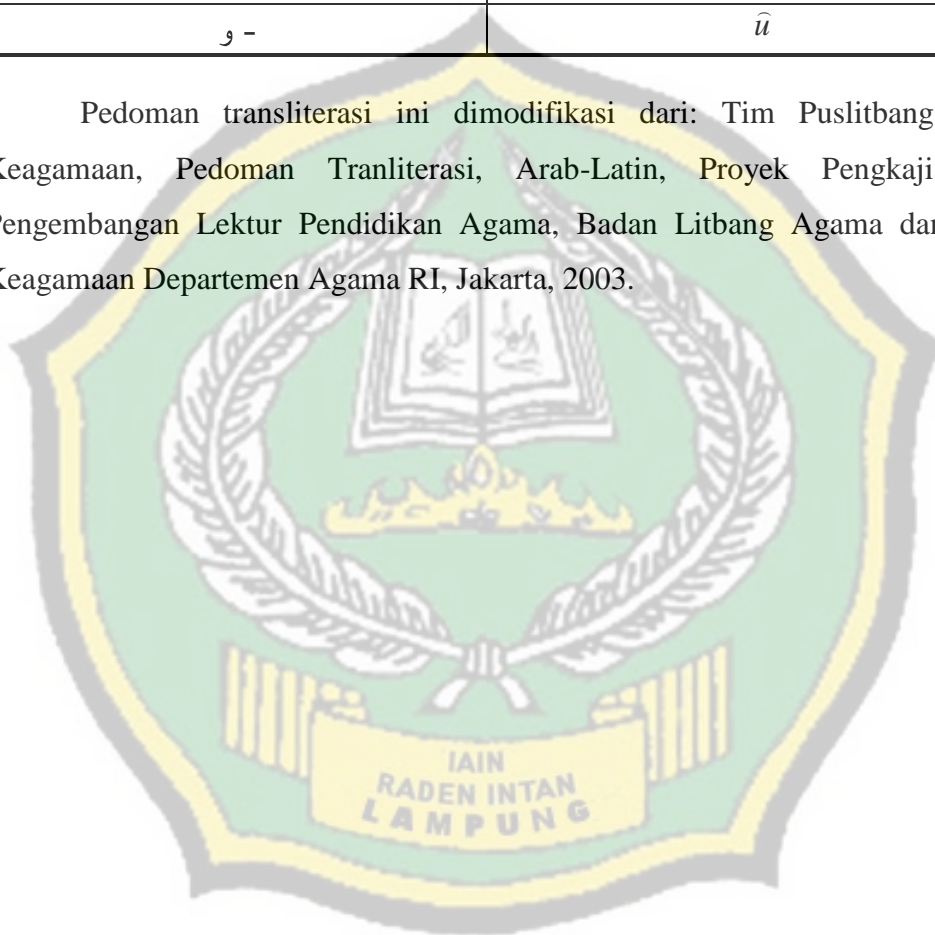 و - û
Pedoman transliterasi ini dimodifikasi dari: Tim Puslitbang
Keagamaan, Pedoman Tranliterasi, Arab-Latin, Proyek Pengkaji
Pengembangan Lektur Pendidikan Agama, Badan Litbang Agama dan
Keagamaan Departemen Agama RI, Jakarta, 2003.
IAIN
RADEN INTAN
LAMPUNG